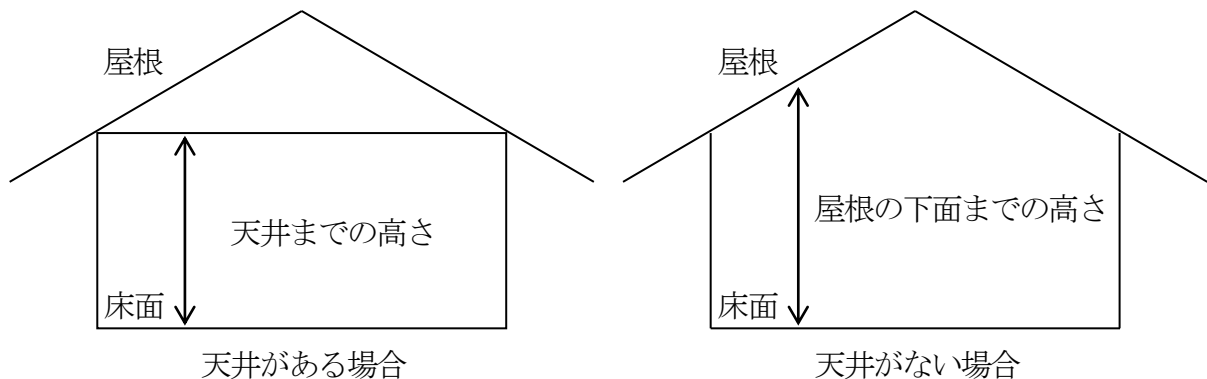 屋根
天井までの高さ
床面
天井がある場合
屋根
屋根の下面までの高さ
床面
天井がない場合